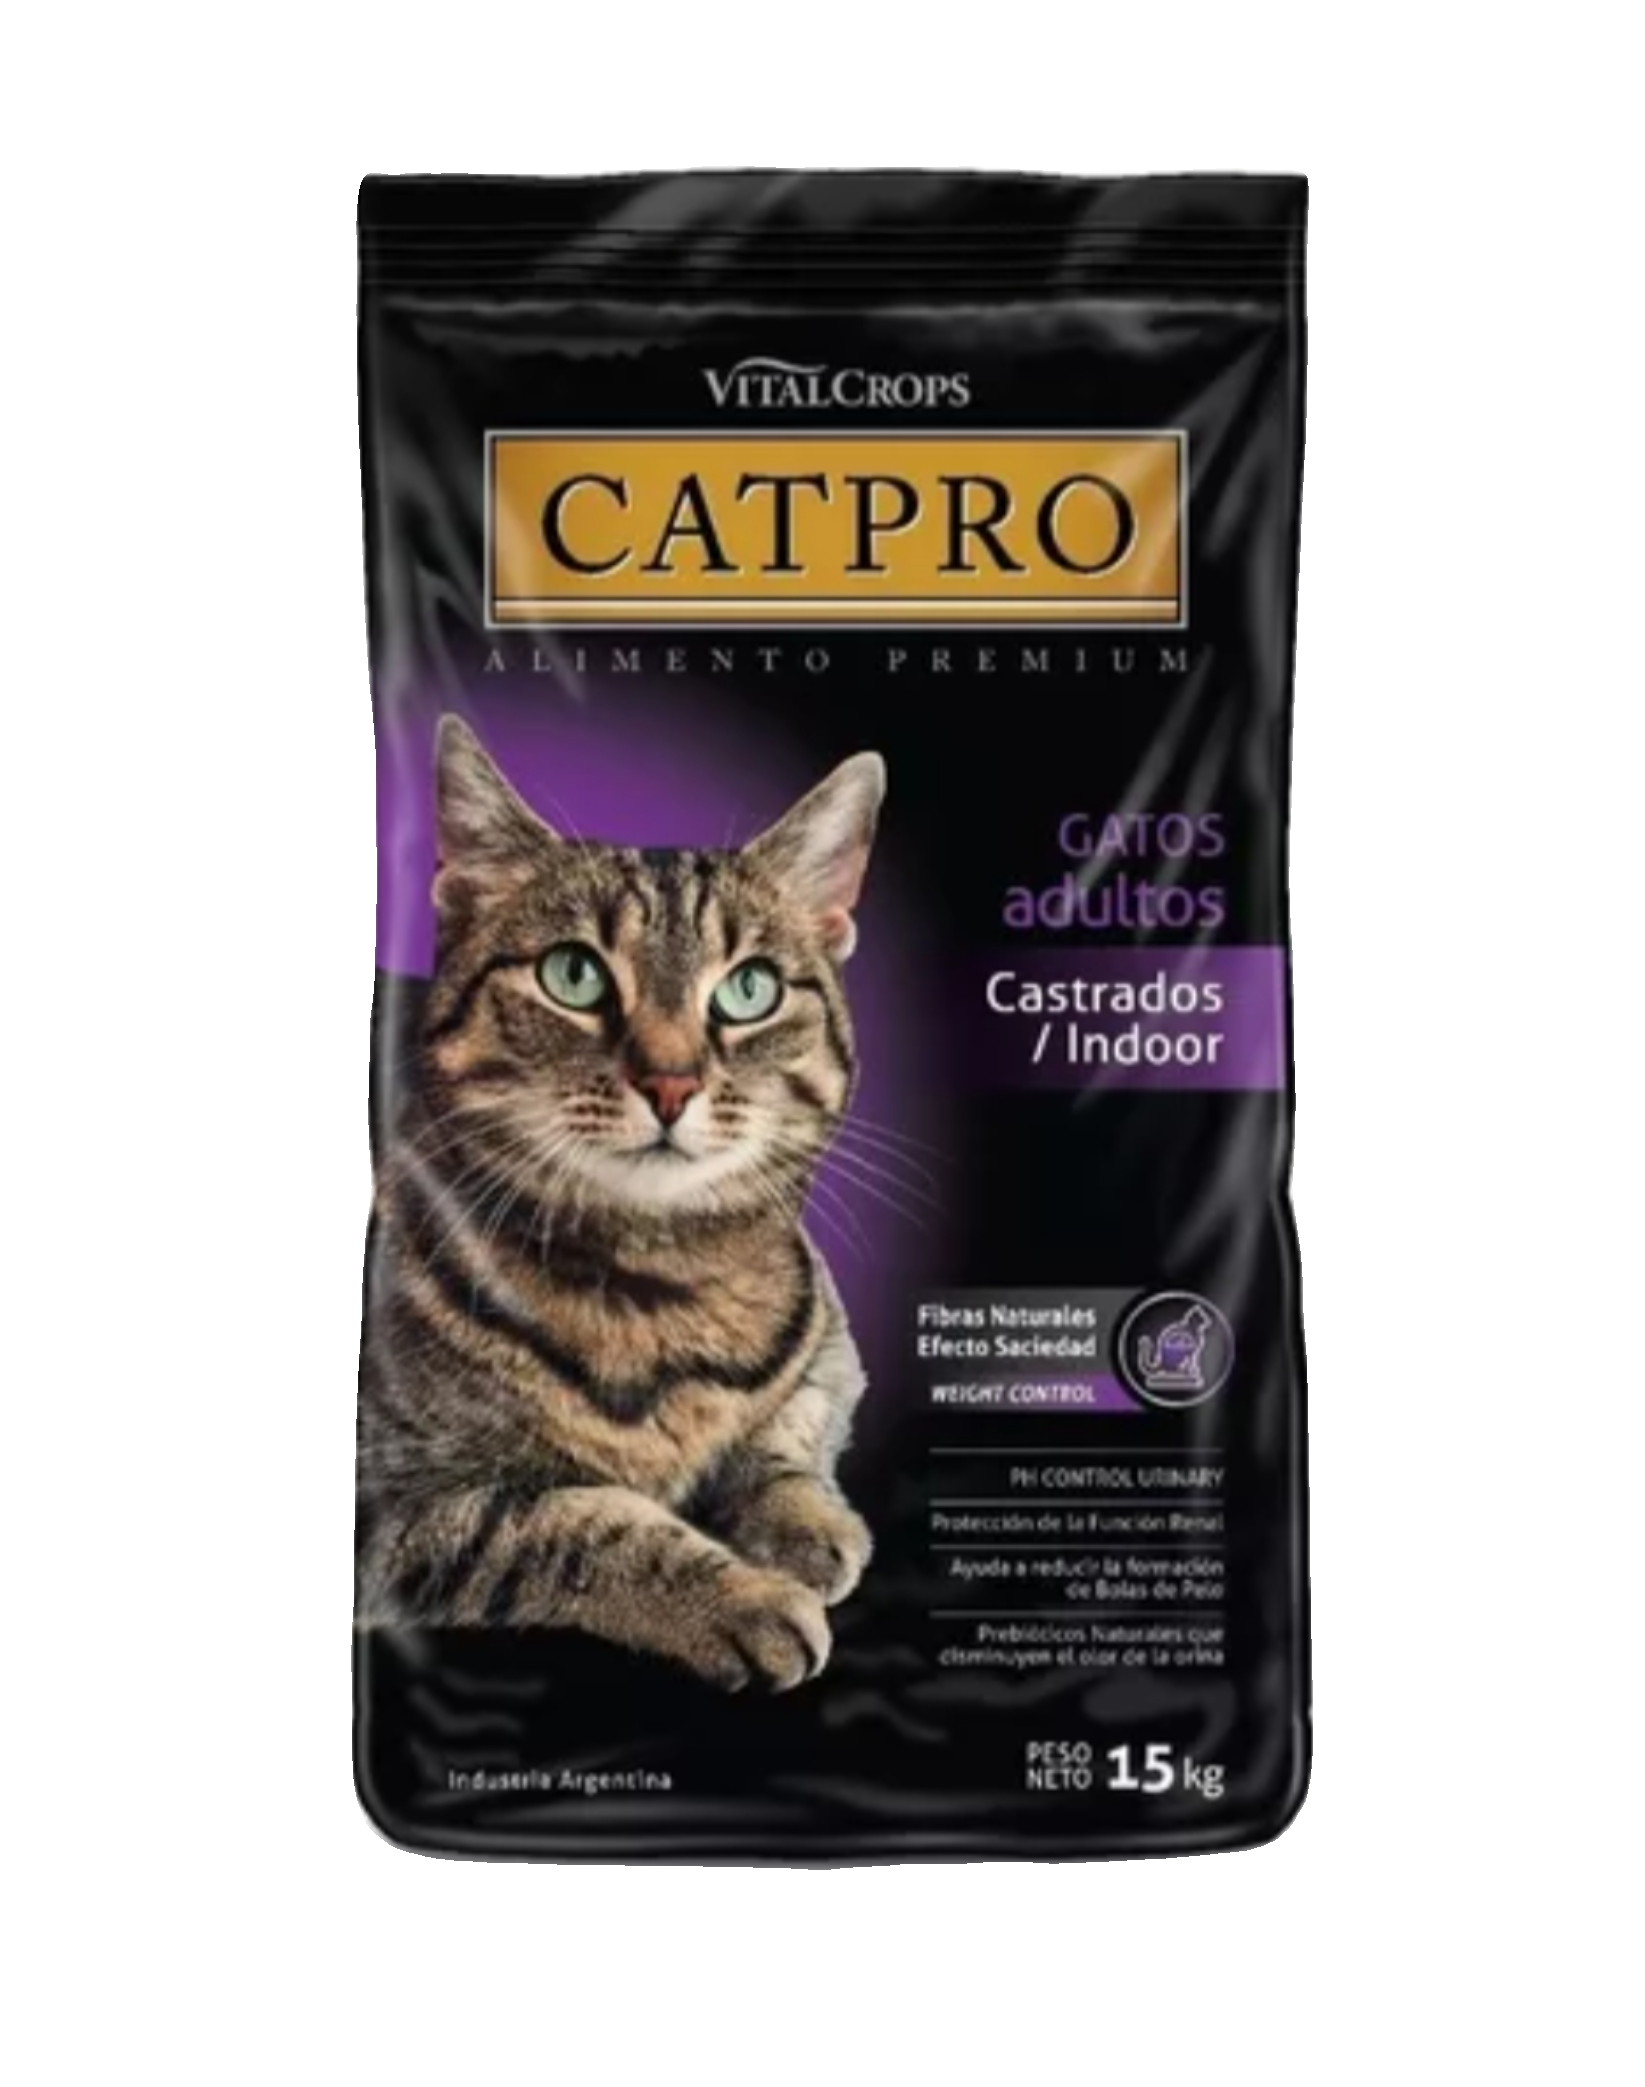 VITALCROPS
CATPRO
ALIMENTO PREMIUM
GATOS
adultos
Castrados
/ Indoor
Fibras Naturales
Efecto Saciedad
WEIGHT CONTROL
PH CONTROL URINARY
Protección de la Función Renal
Ayuda a reducir la formación
de Bolas de Pelo
Prebióticos Naturales que
disminuyen el olor de la orina
Industria Argentina
PESO
NETO 15 kg